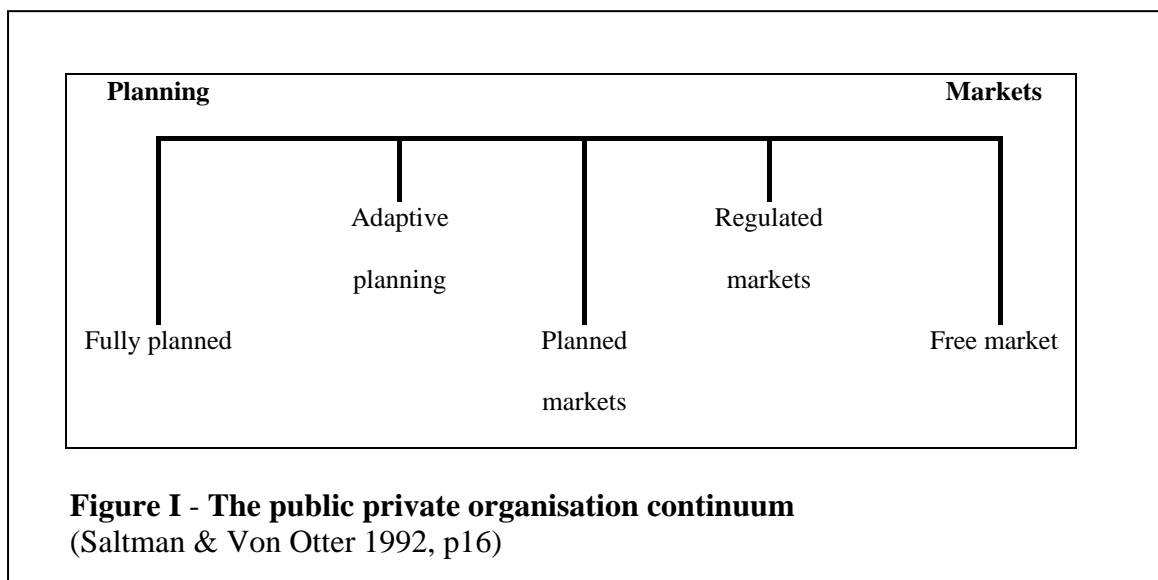 Planning Markets
Adaptive Regulated
planning markets
Fully planned Planned Free market
markets
Figure I - The public private organisation continuum
(Saltman & Von Otter 1992, p16)